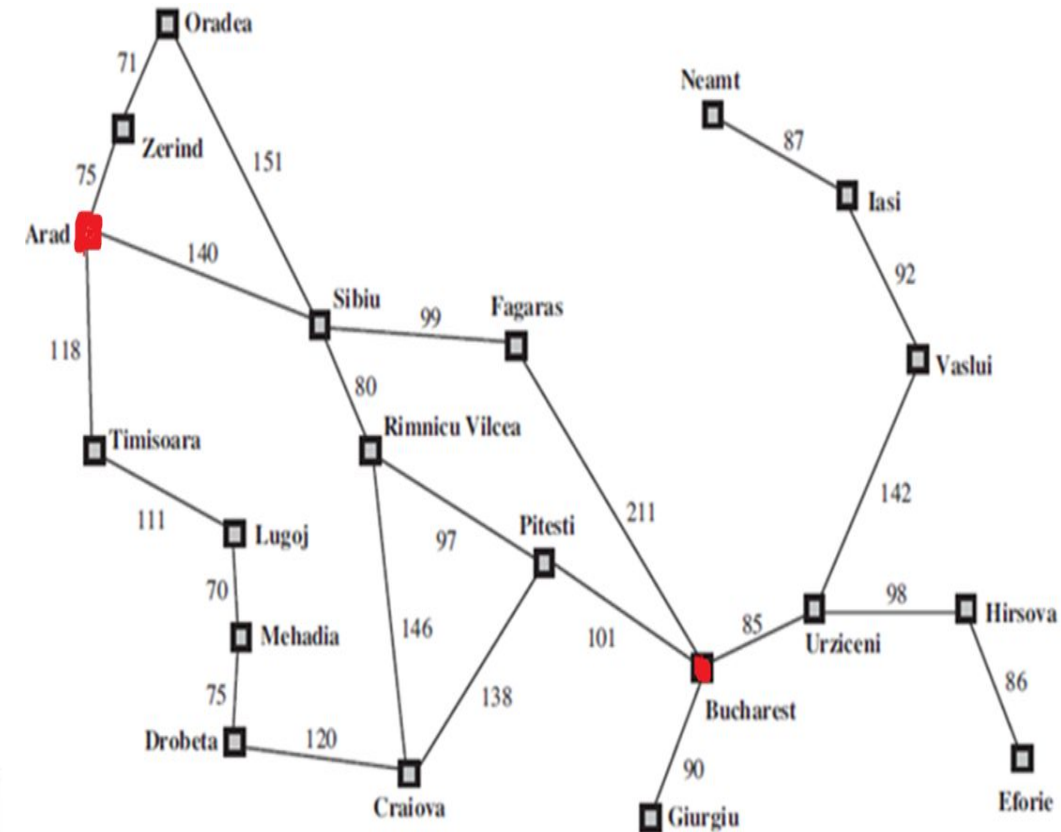 Oradea
71
Neamt
Zerind
87
151
75
Iasi
Arad
140
92
Sibiu
Fagaras
99
118
Vaslui
80
Timisoara
Rimnicu Vilcea
142
211
111
Pitesti
Lugoj
97
70
98
Hirsova
146
85
Mehadia
101
Urziceni
86
75
138
Bucharest
Drobeta
120
90
Craiova
Giurgiu
Eforie